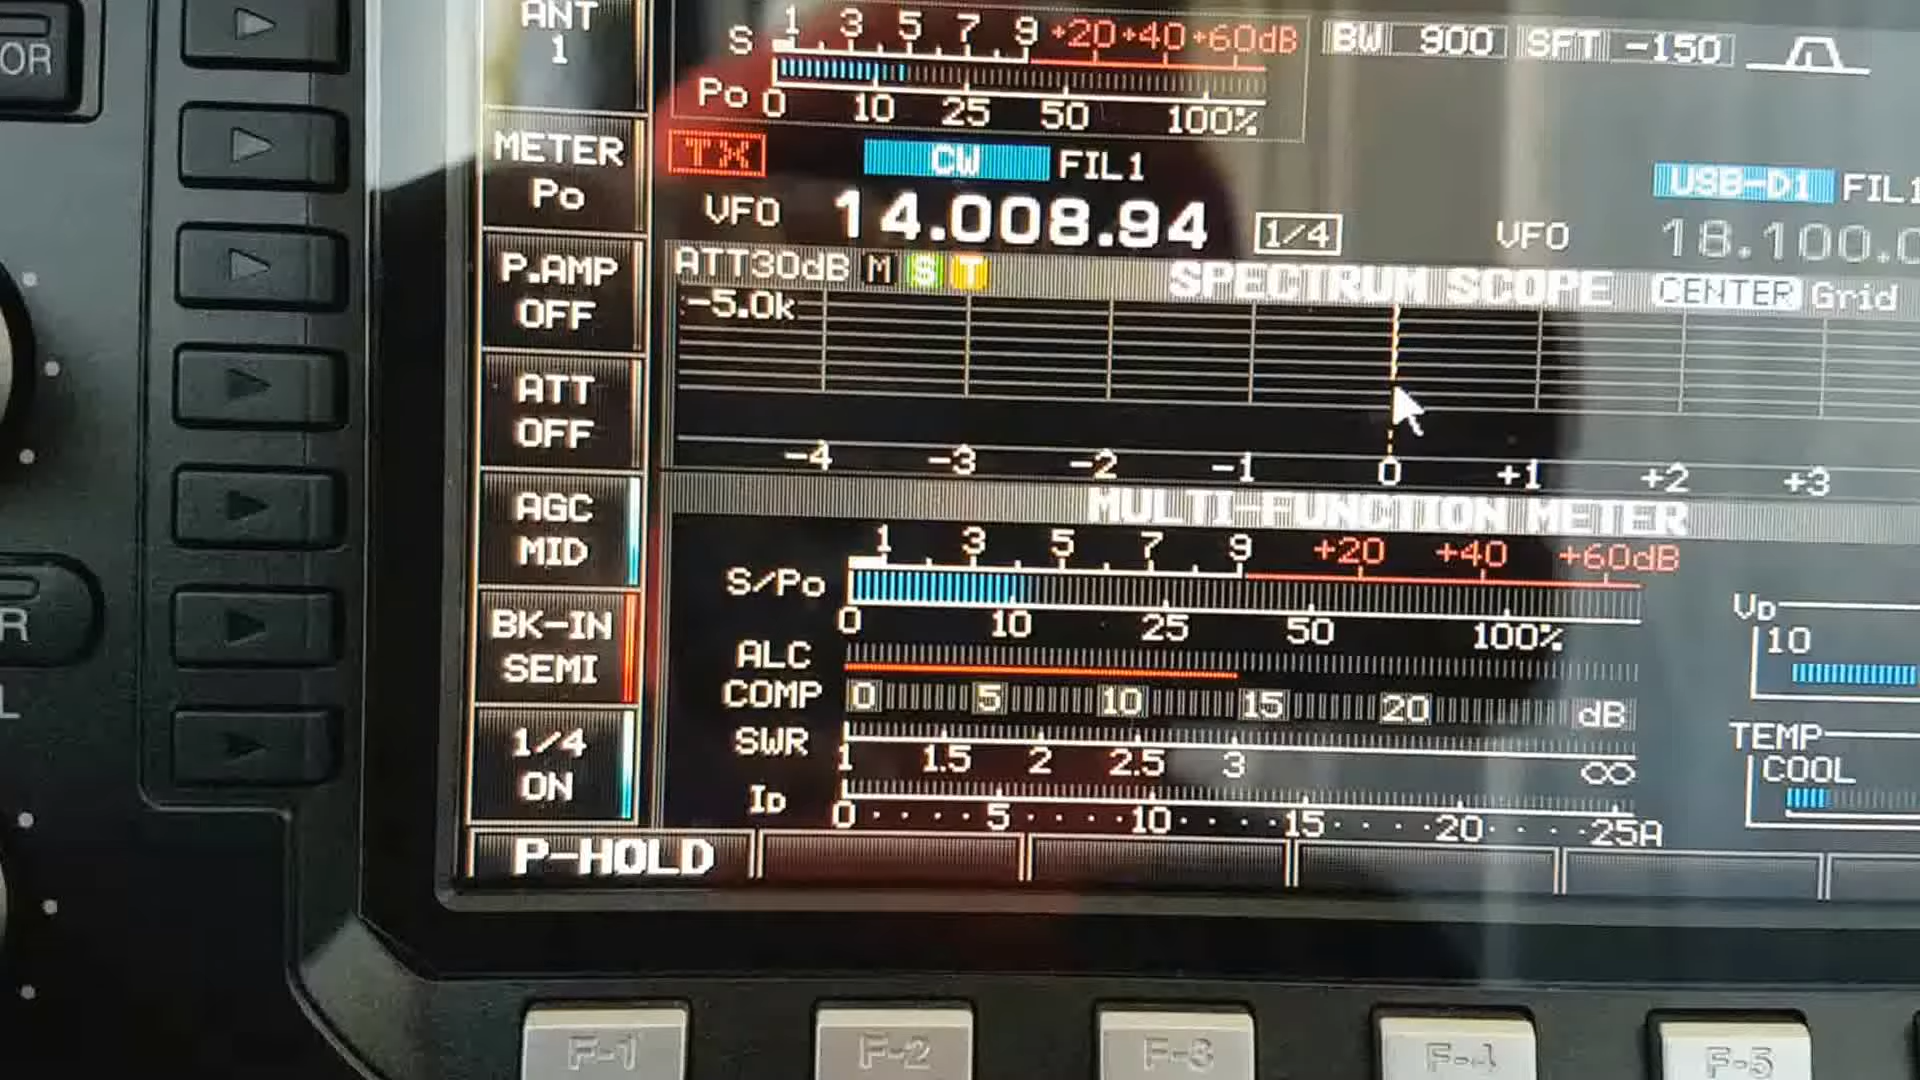 ANT
1
S 1 3 5 7 9 +20 +40 +60dB
BW 900 SFT -150
Po 0 10 25 50 100%
METER
Po
TX CW FIL1
USB-D1 FIL1
VFO 14.008.94 1/4
VFO 18.100.0
P.AMP
OFF
ATT30dB M S T SPECTRUM SCOPE CENTER Grid
-5.0k
ATT
OFF
-4 -3 -2 -1 0 +1 +2 +3
AGC
MID
MULTI-FUNCTION METER
1 3 5 7 9 +20 +40 +60dB
S/Po
0 10 25 50 100%
VD
10
BK-IN
SEMI
ALC
COMP 0 5 10 15 20 dB
SWR
1 1.5 2 2.5 3 ∞
TEMP
COOL
1/4
ON
ID
0 5 10 15 20 25A
P-HOLD
OR
R
L
F-1 F-2 F-3 F-4 F-5